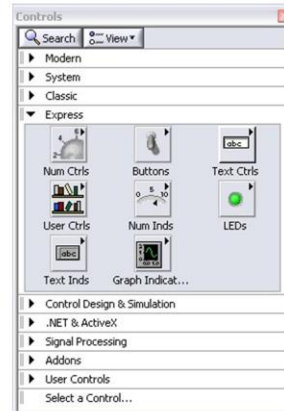 Controls
Search View
Modern
System
Classic
Express
Num Ctrls Buttons Text Ctrls
User Ctrls Num Inds LEDs
Text Inds Graph Indicat...
Control Design & Simulation
.NET & ActiveX
Signal Processing
Addons
User Controls
Select a Control...